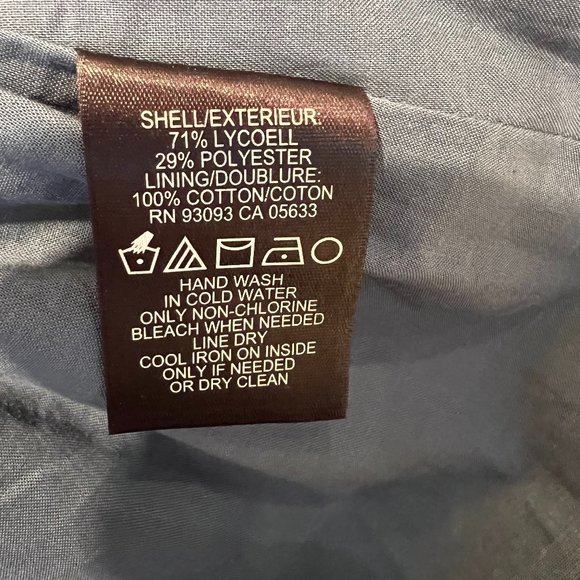 SHELL/EXTERIEUR:
71% LYCOELL
29% POLYESTER
LINING/DOUBLURE:
100% COTTON/COTON
RN 93093 CA 05633
HAND WASH
IN COLD WATER
ONLY NON-CHLORINE
BLEACH WHEN NEEDED
LINE DRY
COOL IRON ON INSIDE
ONLY IF NEEDED
OR DRY CLEAN